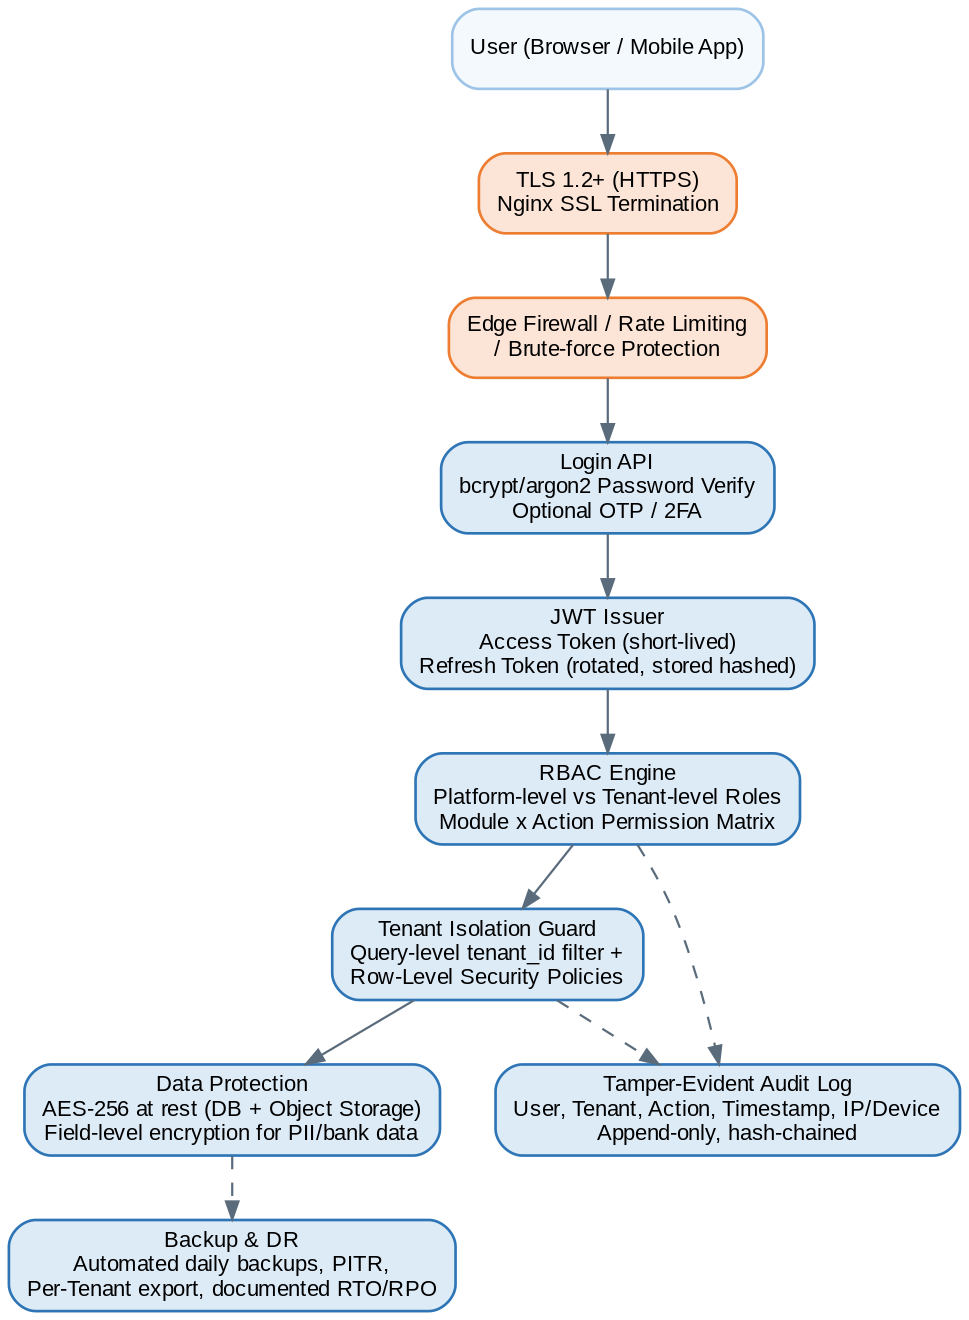 User (Browser / Mobile App)
TLS 1.2+ (HTTPS)
Nginx SSL Termination
Edge Firewall / Rate Limiting
/ Brute-force Protection
Login API
bcrypt/argon2 Password Verify
Optional OTP / 2FA
JWT Issuer
Access Token (short-lived)
Refresh Token (rotated, stored hashed)
RBAC Engine
Platform-level vs Tenant-level Roles
Module x Action Permission Matrix
Tenant Isolation Guard
Query-level tenant_id filter +
Row-Level Security Policies
Data Protection
AES-256 at rest (DB + Object Storage)
Field-level encryption for PII/bank data
Tamper-Evident Audit Log
User, Tenant, Action, Timestamp, IP/Device
Append-only, hash-chained
Backup & DR
Automated daily backups, PITR,
Per-Tenant export, documented RTO/RPO